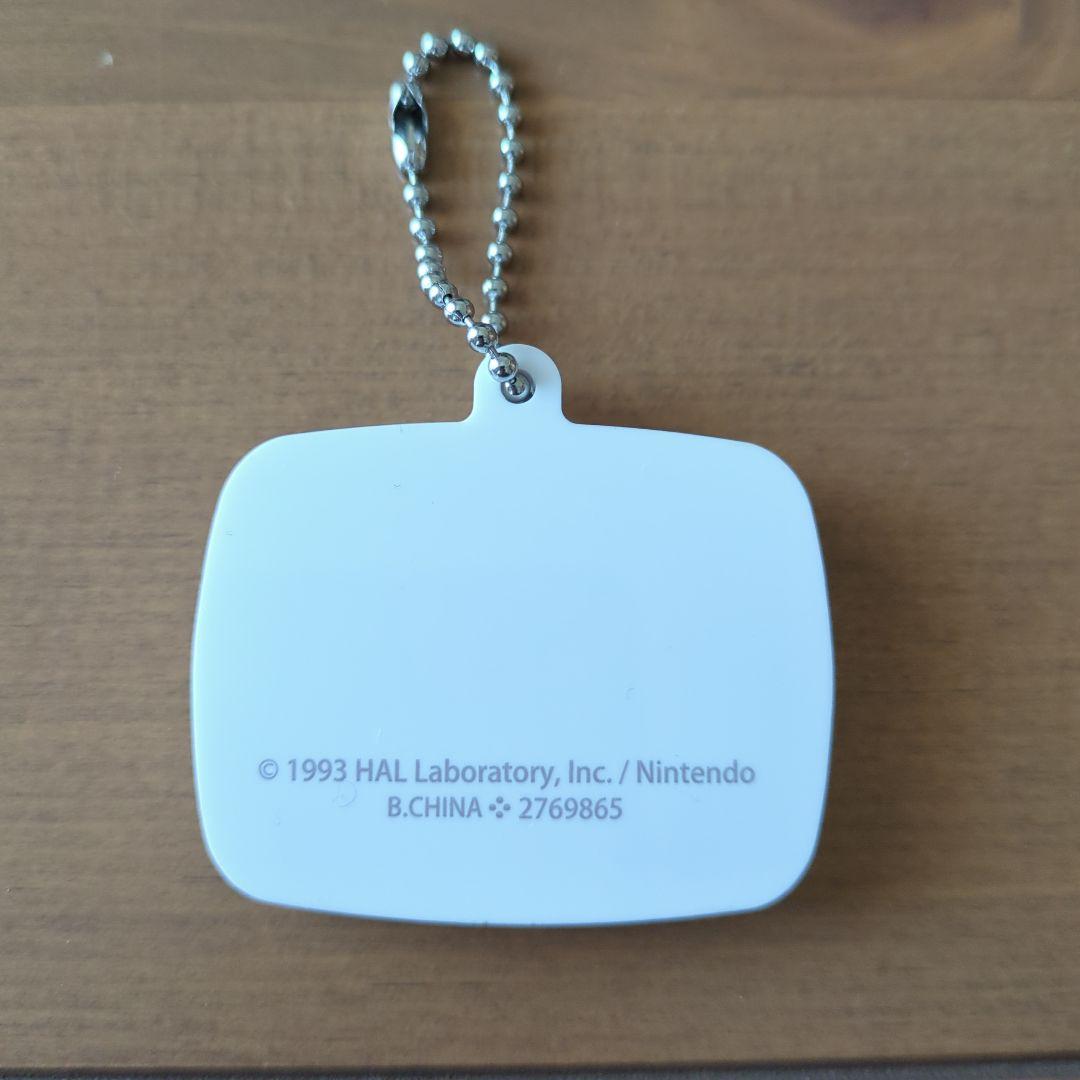 © 1993 HAL Laboratory, Inc. / Nintendo
B.CHINA ⁘ 2769865